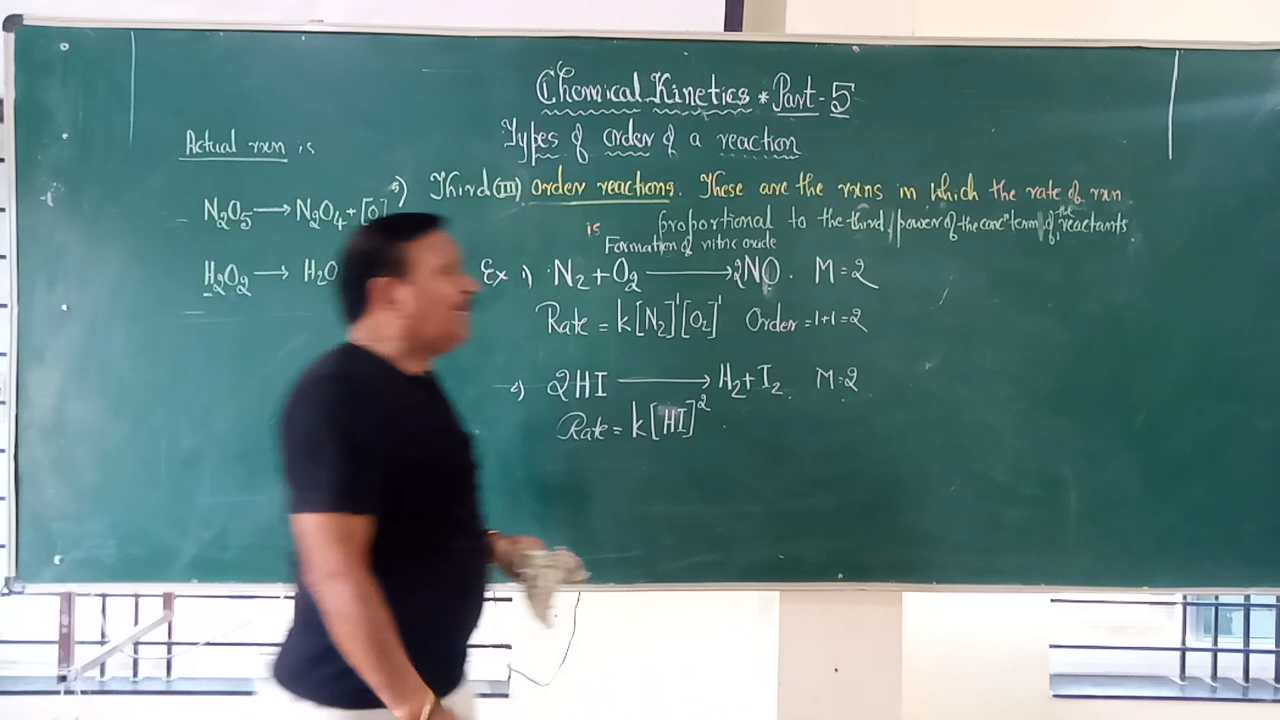 Chemical Kinetics * Part - 5
Types of order of a reaction
Actual rxn is
N₂O₅ → N₂O₄ + [O]
H₂O₂ → H₂O
5) Third (III) order reactions. These are the rxns in which the rate of rxn
is proportional to the third power of the concⁿ term of the reactants.
Formation of nitric oxide
Ex 1) N₂ + O₂ → 2NO. M = 2
Rate = k[N₂]¹[O₂]¹ Order = 1+1 = 2
2HI → H₂ + I₂. M = 2
Rate = k[HI]².